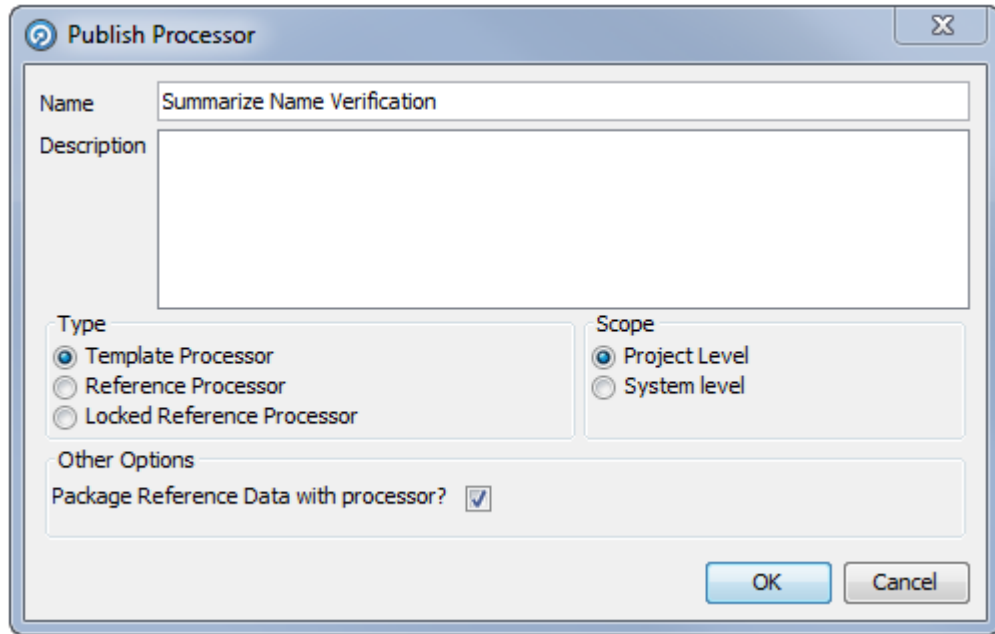 Publish Processor
Name
Summarize Name Verification
Description
Type
Template Processor
Reference Processor
Locked Reference Processor
Scope
Project Level
System level
Other Options
Package Reference Data with processor?
OK
Cancel